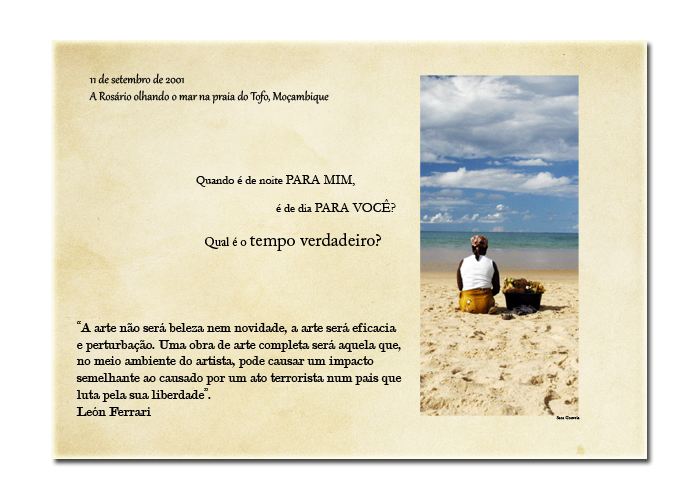 11 de setembro de 2001
A Rosário olhando o mar na praia do Tofo, Moçambique
Quando é de noite PARA MIM,
é de dia PARA VOCÊ?
Qual é o tempo verdadeiro?
“A arte não será beleza nem novidade, a arte será eficacia
e perturbação. Uma obra de arte completa será aquela que,
no meio ambiente do artista, pode causar um impacto
semelhante ao causado por um ato terrorista num pais que
luta pela sua liberdade”.
León Ferrari